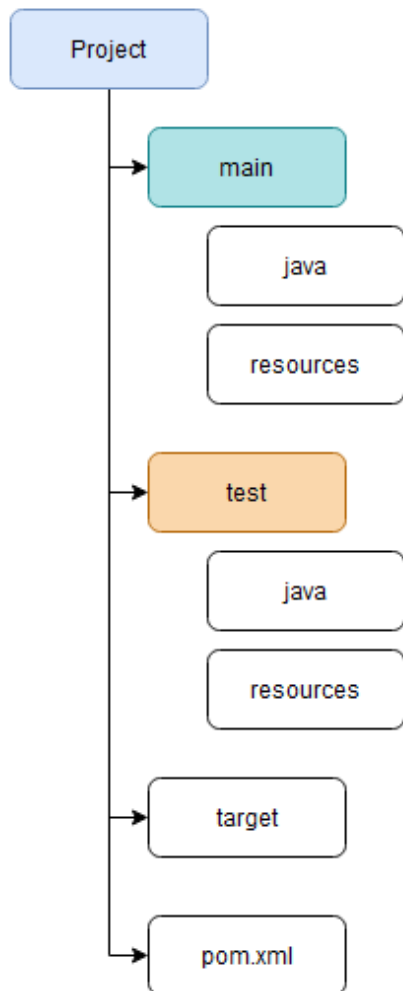 Project
main
java
resources
test
java
resources
target
pom.xml